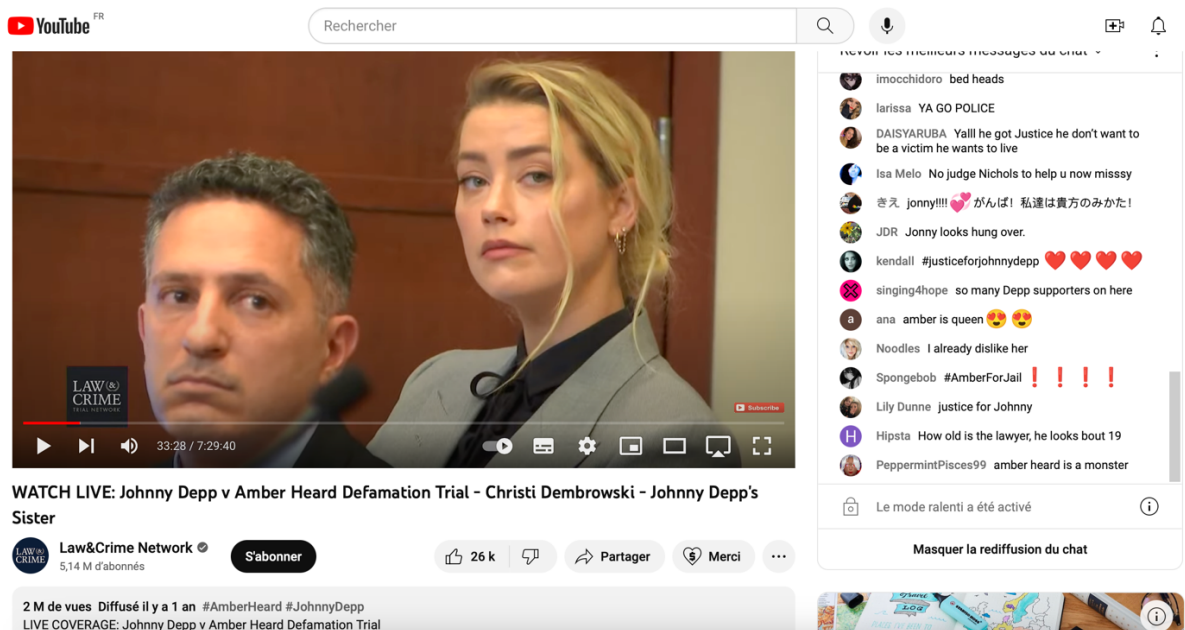 YouTube FR
Rechercher
LAW &
CRIME
TRIAL NETWORK
Subscribe
33:28 / 7:29:40
WATCH LIVE: Johnny Depp v Amber Heard Defamation Trial - Christi Dembrowski - Johnny Depp's
Sister
LAW &
CRIME
Law&Crime Network
5,14 M d'abonnés
S'abonner
26 k
Partager
Merci
2 M de vues Diffusé il y a 1 an #AmberHeard #JohnnyDepp
LIVE COVERAGE: Johnny Depp v Amber Heard Defamation Trial
Revoir les meilleurs messages du chat
imocchidoro bed heads
larissa YA GO POLICE
DAISYARUBA Yalll he got Justice he don't want to
be a victim he wants to live
Isa Melo No judge Nichols to help u now misssy
きえ jonny!!!!💞がんば！私達は貴方のみかた！
JDR Jonny looks hung over.
kendall #justiceforjohnnydepp ❤️❤️❤️❤️
singing4hope so many Depp supporters on here
a ana amber is queen😍😍
Noodles I already dislike her
Spongebob #AmberForJail❗❗❗❗
Lily Dunne justice for Johnny
H Hipsta How old is the lawyer, he looks bout 19
PeppermintPisces99 amber heard is a monster
Le mode ralenti a été activé
Masquer la rediffusion du chat
Travel
LOG